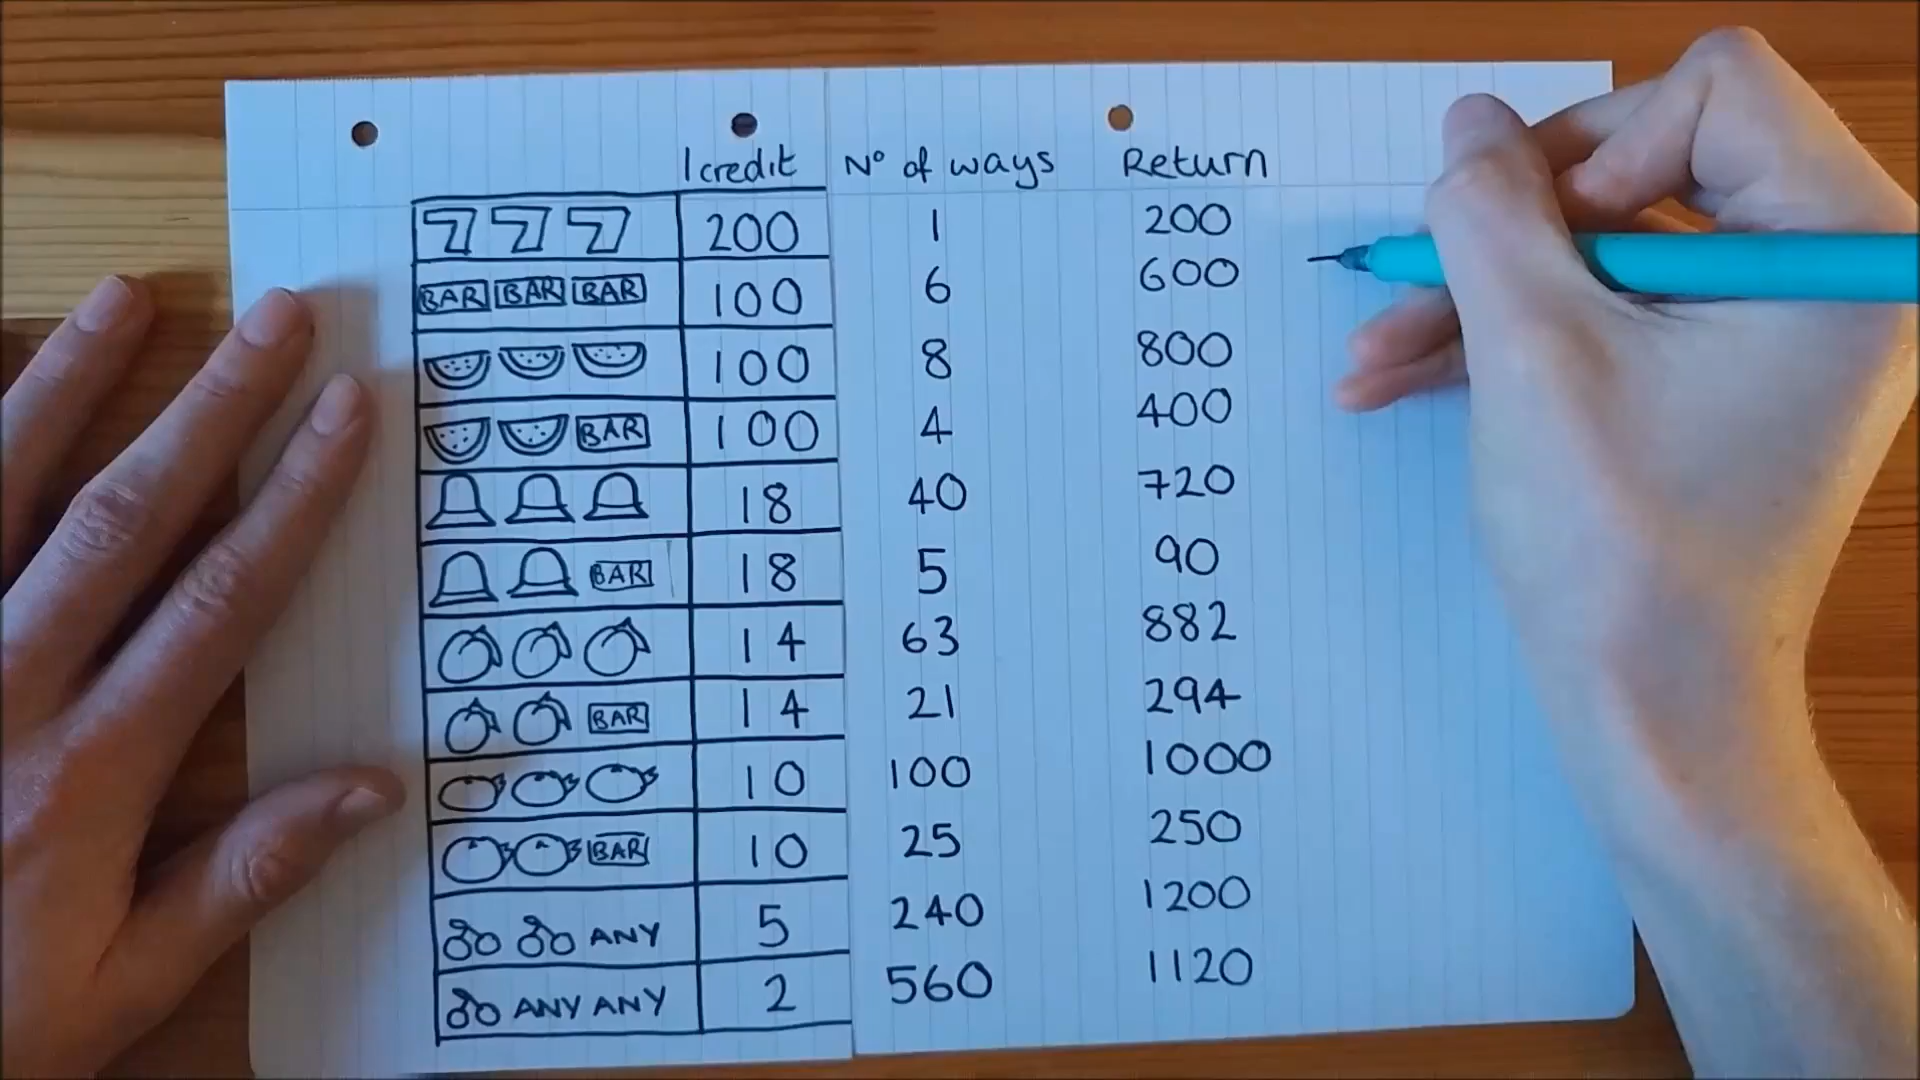 1 credit N° of ways Return
777 200 1 200
BAR BAR BAR 100 6 600
100 8 800
BAR 100 4 400
18 40 720
BAR 18 5 90
14 63 882
BAR 14 21 294
10 100 1000
BAR 10 25 250
ANY 5 240 1200
ANY ANY 2 560 1120